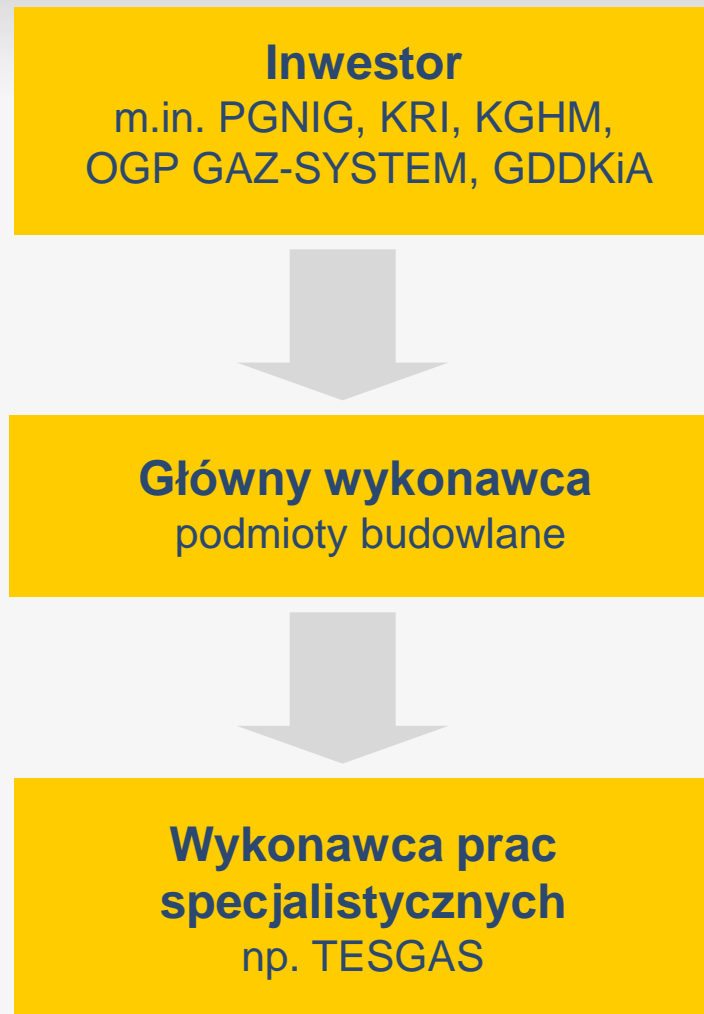 Inwestor
m.in. PGNIG, KRI, KGHM,
OGP GAZ-SYSTEM, GDDKiA
Główny wykonawca
podmioty budowlane
Wykonawca prac
specjalistycznych
np. TESGAS